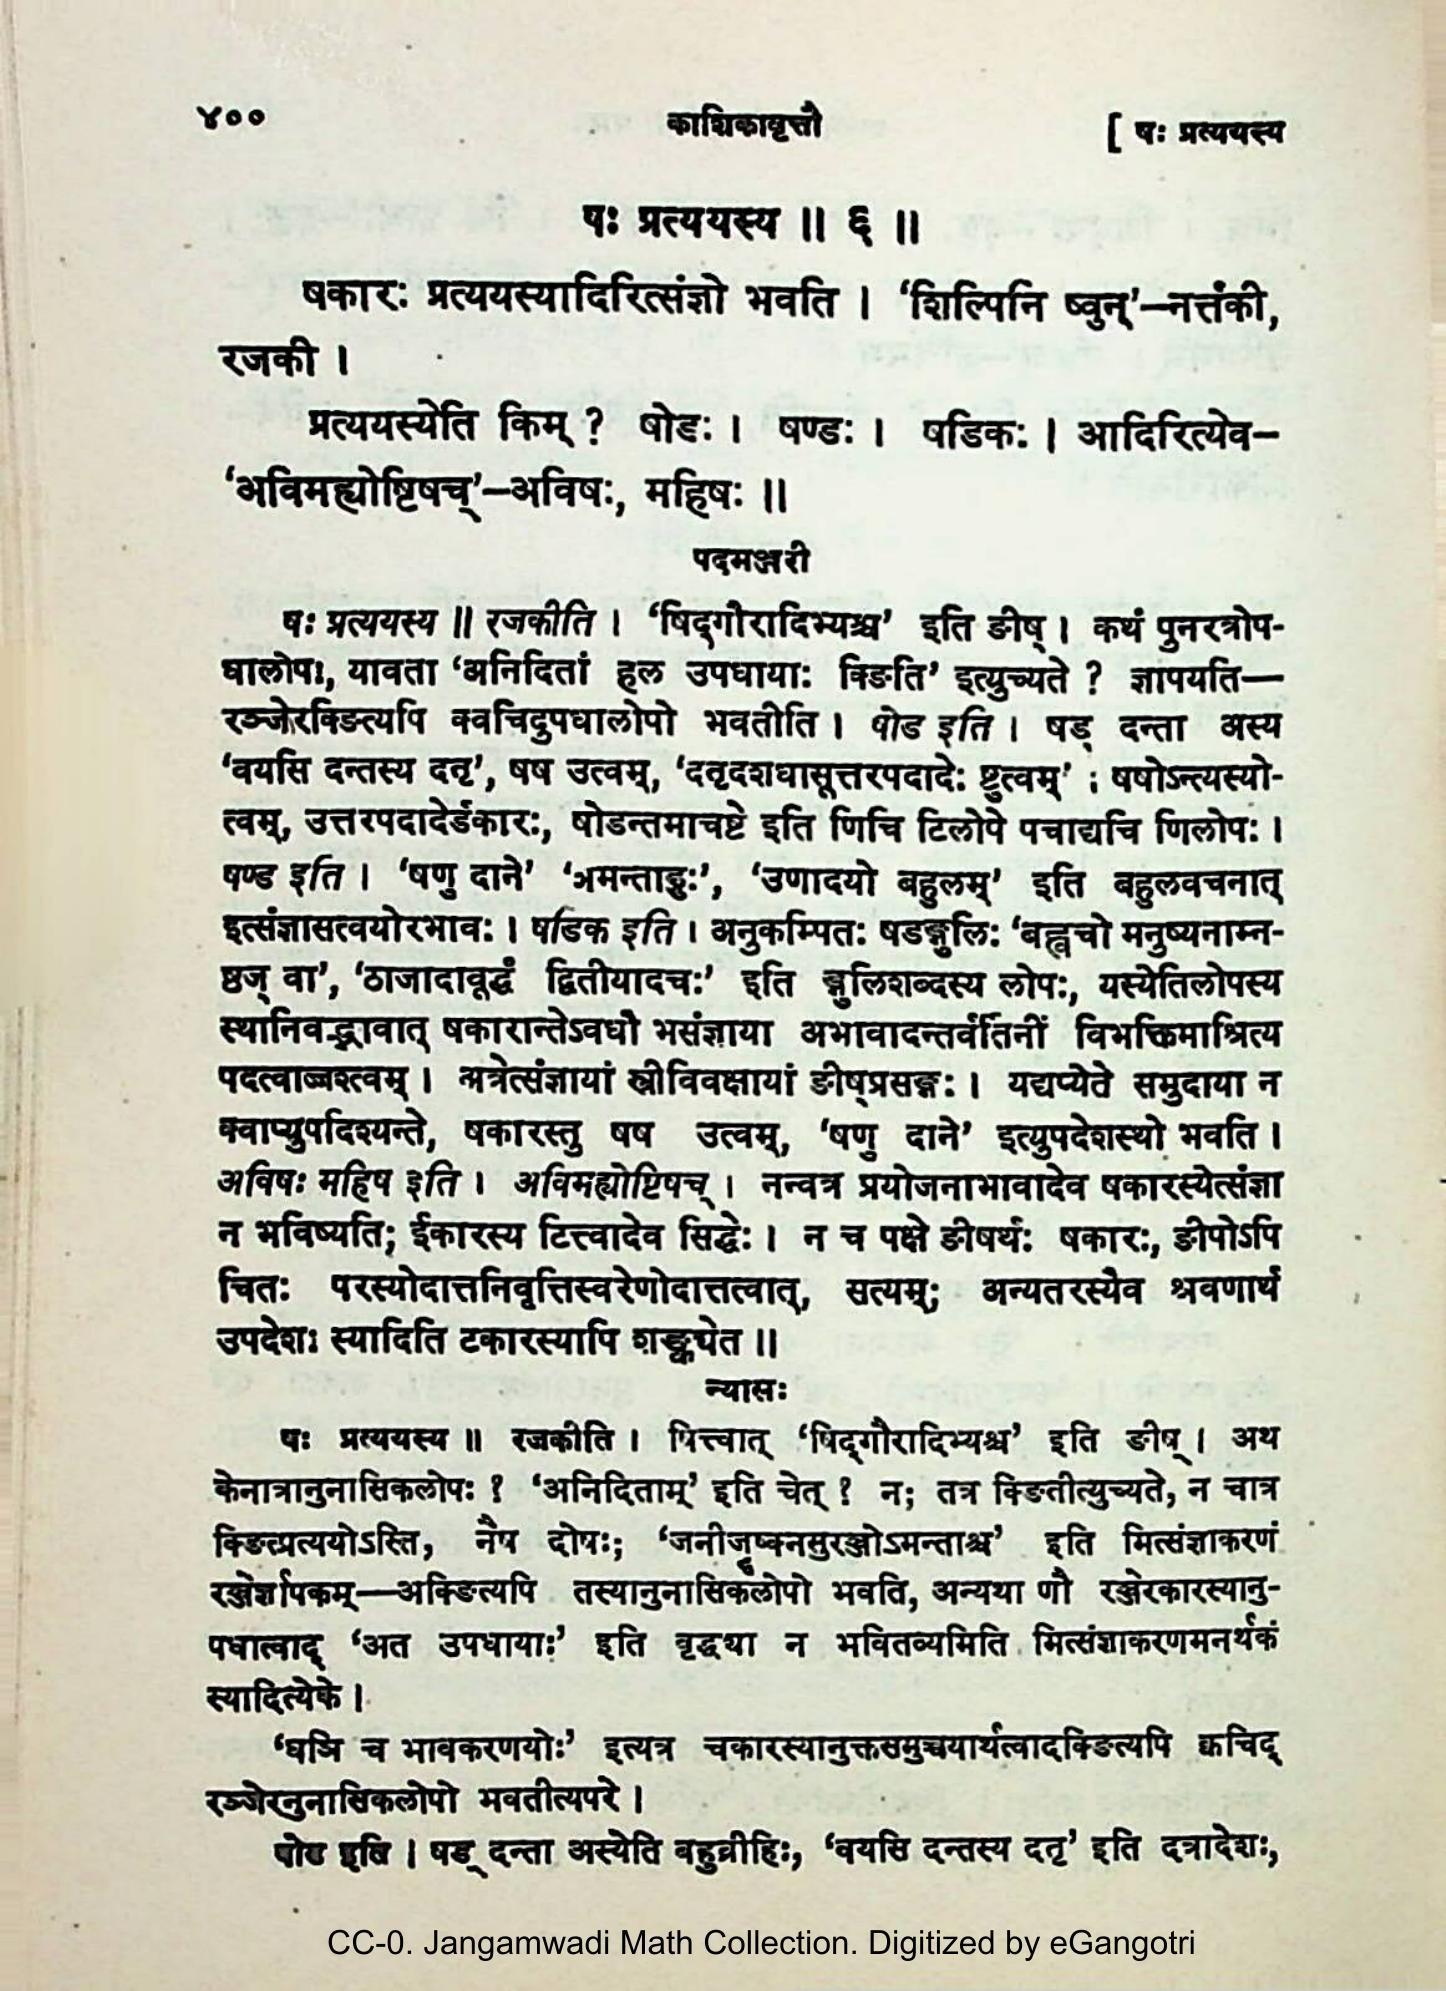 ४००
काशिकावृत्तौ
[ षः प्रत्ययस्य
षः प्रत्ययस्य ॥ ६ ॥
षकारः प्रत्ययस्यादिरित्संज्ञो भवति । ‘शिल्पिनि ष्वुन्’—नर्त्तकी,
रजकी ।
प्रत्ययस्येति किम् ? षोडः । षण्डः । षडिकः । आदिरित्येव—
‘अविमह्योष्टिषच्’—अविषः, महिषः ॥
पदमञ्जरी
षः प्रत्ययस्य ॥ रजकीति । ‘षिद्गौरादिभ्यश्च’ इति ङीष् । कथं पुनरत्रोप-
धालोपः, यावता ‘अनिदितां हल उपधायाः क्ङिति’ इत्युच्यते ? ज्ञापयति—
रञ्जेरक्ङित्यपि क्वचिदुपधालोपो भवतीति । षोड इति । षड् दन्ता अस्य
‘वयसि दन्तस्य दतृ’, षष उत्वम्, ‘दतृदशधासूत्तरपदादेः ष्टुत्वम्’ ; षषोऽन्त्यस्यो-
त्वम्, उत्तरपदादेर्डकारः, षोडन्तमाचष्टे इति णिचि टिलोपे पचाद्यचि णिलोपः ।
षण्ड इति । ‘षणु दाने’ ‘ञमन्ताड्डः’, ‘उणादयो बहुलम्’ इति बहुलवचनात्
इत्संज्ञासत्वयोरभावः । षडिक इति । अनुकम्पितः षडङ्गुलिः ‘बह्वचो मनुष्यनाम्न-
ष्ठज् वा’, ‘ठाजादावूर्द्धं द्वितीयादचः’ इति ङ्गुलिशब्दस्य लोपः, यस्येतिलोपस्य
स्थानिवद्भावात् षकारान्तेऽवधौ भसंज्ञाया अभावादन्तर्वर्तिनीं विभक्तिमाश्रित्य
पदत्वाज्जश्त्वम् । अत्रेत्संज्ञायां स्त्रीविवक्षायां ङीष्प्रसङ्गः । यद्यप्येते समुदाया न
क्वाप्युपदिश्यन्ते, षकारस्तु षष उत्वम्, ‘षणु दाने’ इत्युपदेशस्थो भवति ।
अविषः महिष इति । अविमह्योष्टिषच् । नन्वत्र प्रयोजनाभावादेव षकारस्येत्संज्ञा
न भविष्यति; ईकारस्य टित्त्वादेव सिद्धेः । न च पक्षे ङीषर्थः षकारः, ङीपोऽपि
चितः परस्योदात्तनिवृत्तिस्वरेणोदात्तत्वात्, सत्यम्; अन्यतरस्यैव श्रवणार्थ
उपदेशः स्यादिति टकारस्यापि शङ्क्येत ॥
न्यासः
षः प्रत्ययस्य ॥ रजकीति । षित्त्वात् ‘षिद्गौरादिभ्यश्च’ इति ङीष् । अथ
केनात्रानुनासिकलोपः ? ‘अनिदिताम्’ इति चेत् ? न; तत्र क्ङितीत्युच्यते, न चात्र
क्ङित्प्रत्ययोऽस्ति, नैष दोषः; ‘जनीजॄष्क्नसुरञ्जोऽमन्ताश्च’ इति मित्संज्ञाकरणं
रञ्जेर्ज्ञापकम्—अक्ङित्यपि तस्यानुनासिकलोपो भवति, अन्यथा णौ रञ्जेरकारस्यानु-
पधात्वाद् ‘अत उपधायाः’ इति वृद्ध्या न भवितव्यमिति मित्संज्ञाकरणमनर्थकं
स्यादित्येके ।
‘घञि च भावकरणयोः’ इत्यत्र चकारस्यानुक्तसमुच्चयार्थत्वादक्ङित्यपि क्वचिद्
रञ्जेरनुनासिकलोपो भवतीत्यपरे ।
षोड इति । षड् दन्ता अस्येति बहुव्रीहिः, ‘वयसि दन्तस्य दतृ’ इति दत्रादेशः,
CC-0. Jangamwadi Math Collection. Digitized by eGangotri